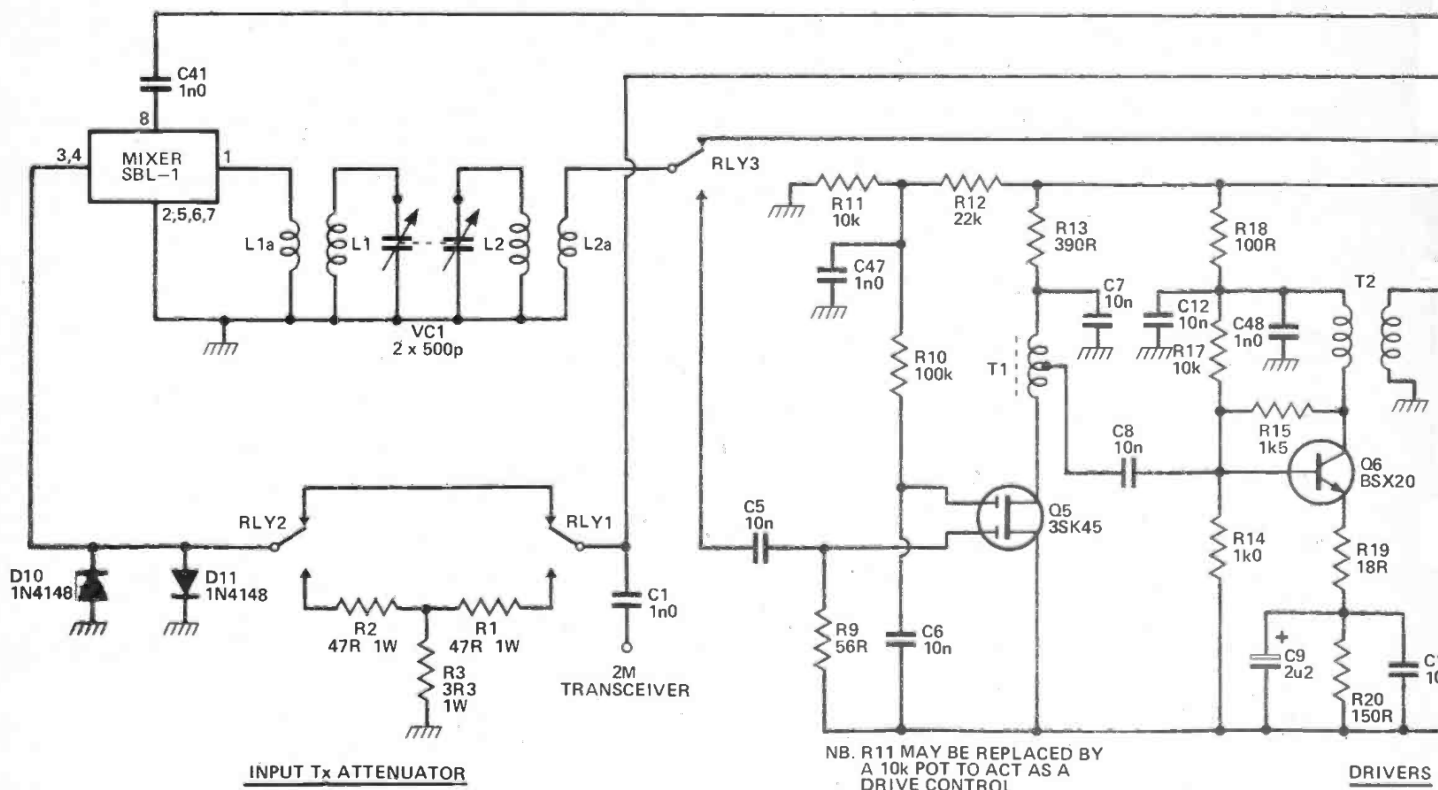 C41
1n0
8
3,4
MIXER
SBL-1
1
2,5,6,7
L1a
L1
L2
L2a
VC1
2 x 500p
RLY3
R11
10k
R12
22k
C47
1n0
R13
390R
R18
100R
C7
10n
C12
10n
R17
10k
C48
1n0
T2
R10
100k
T1
C8
10n
R15
1k5
Q6
BSX20
RLY2
RLY1
C5
10n
Q5
3SK45
R14
1k0
R19
18R
D10
1N4148
D11
1N4148
R2
47R 1W
R1
47R 1W
C1
1n0
R3
3R3
1W
2M
TRANSCEIVER
R9
56R
C6
10n
+
C9
2u2
R20
150R
INPUT Tx ATTENUATOR
NB. R11 MAY BE REPLACED BY
A 10k POT TO ACT AS A
DRIVE CONTROL
DRIVERS